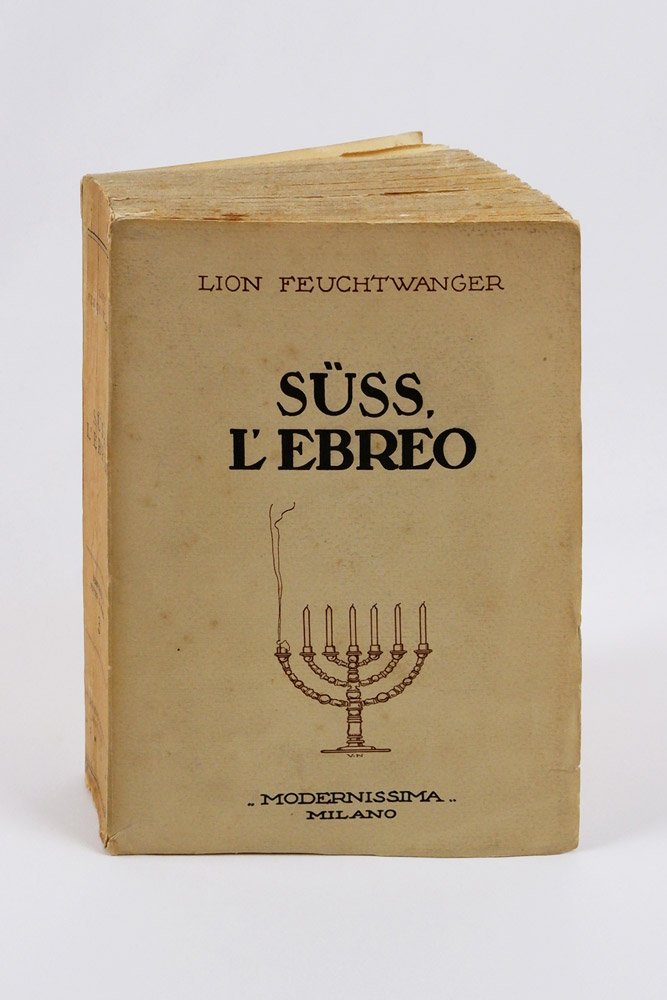 LION FEUCHTWANGER
SÜSS,
L'EBREO
V·N
„MODERNISSIMA„
MILANO